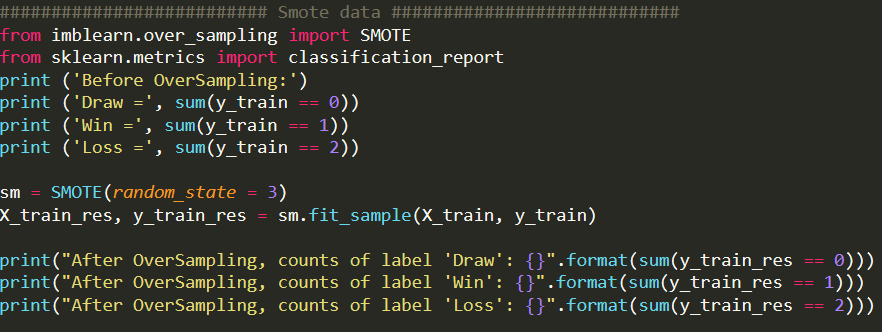 ########################## Smote data ############################
from imblearn.over_sampling import SMOTE
from sklearn.metrics import classification_report
print ('Before OverSampling:')
print ('Draw =', sum(y_train == 0))
print ('Win =', sum(y_train == 1))
print ('Loss =', sum(y_train == 2))
sm = SMOTE(random_state = 3)
X_train_res, y_train_res = sm.fit_sample(X_train, y_train)
print("After OverSampling, counts of label 'Draw': {}".format(sum(y_train_res == 0)))
print("After OverSampling, counts of label 'Win': {}".format(sum(y_train_res == 1)))
print("After OverSampling, counts of label 'Loss': {}".format(sum(y_train_res == 2)))